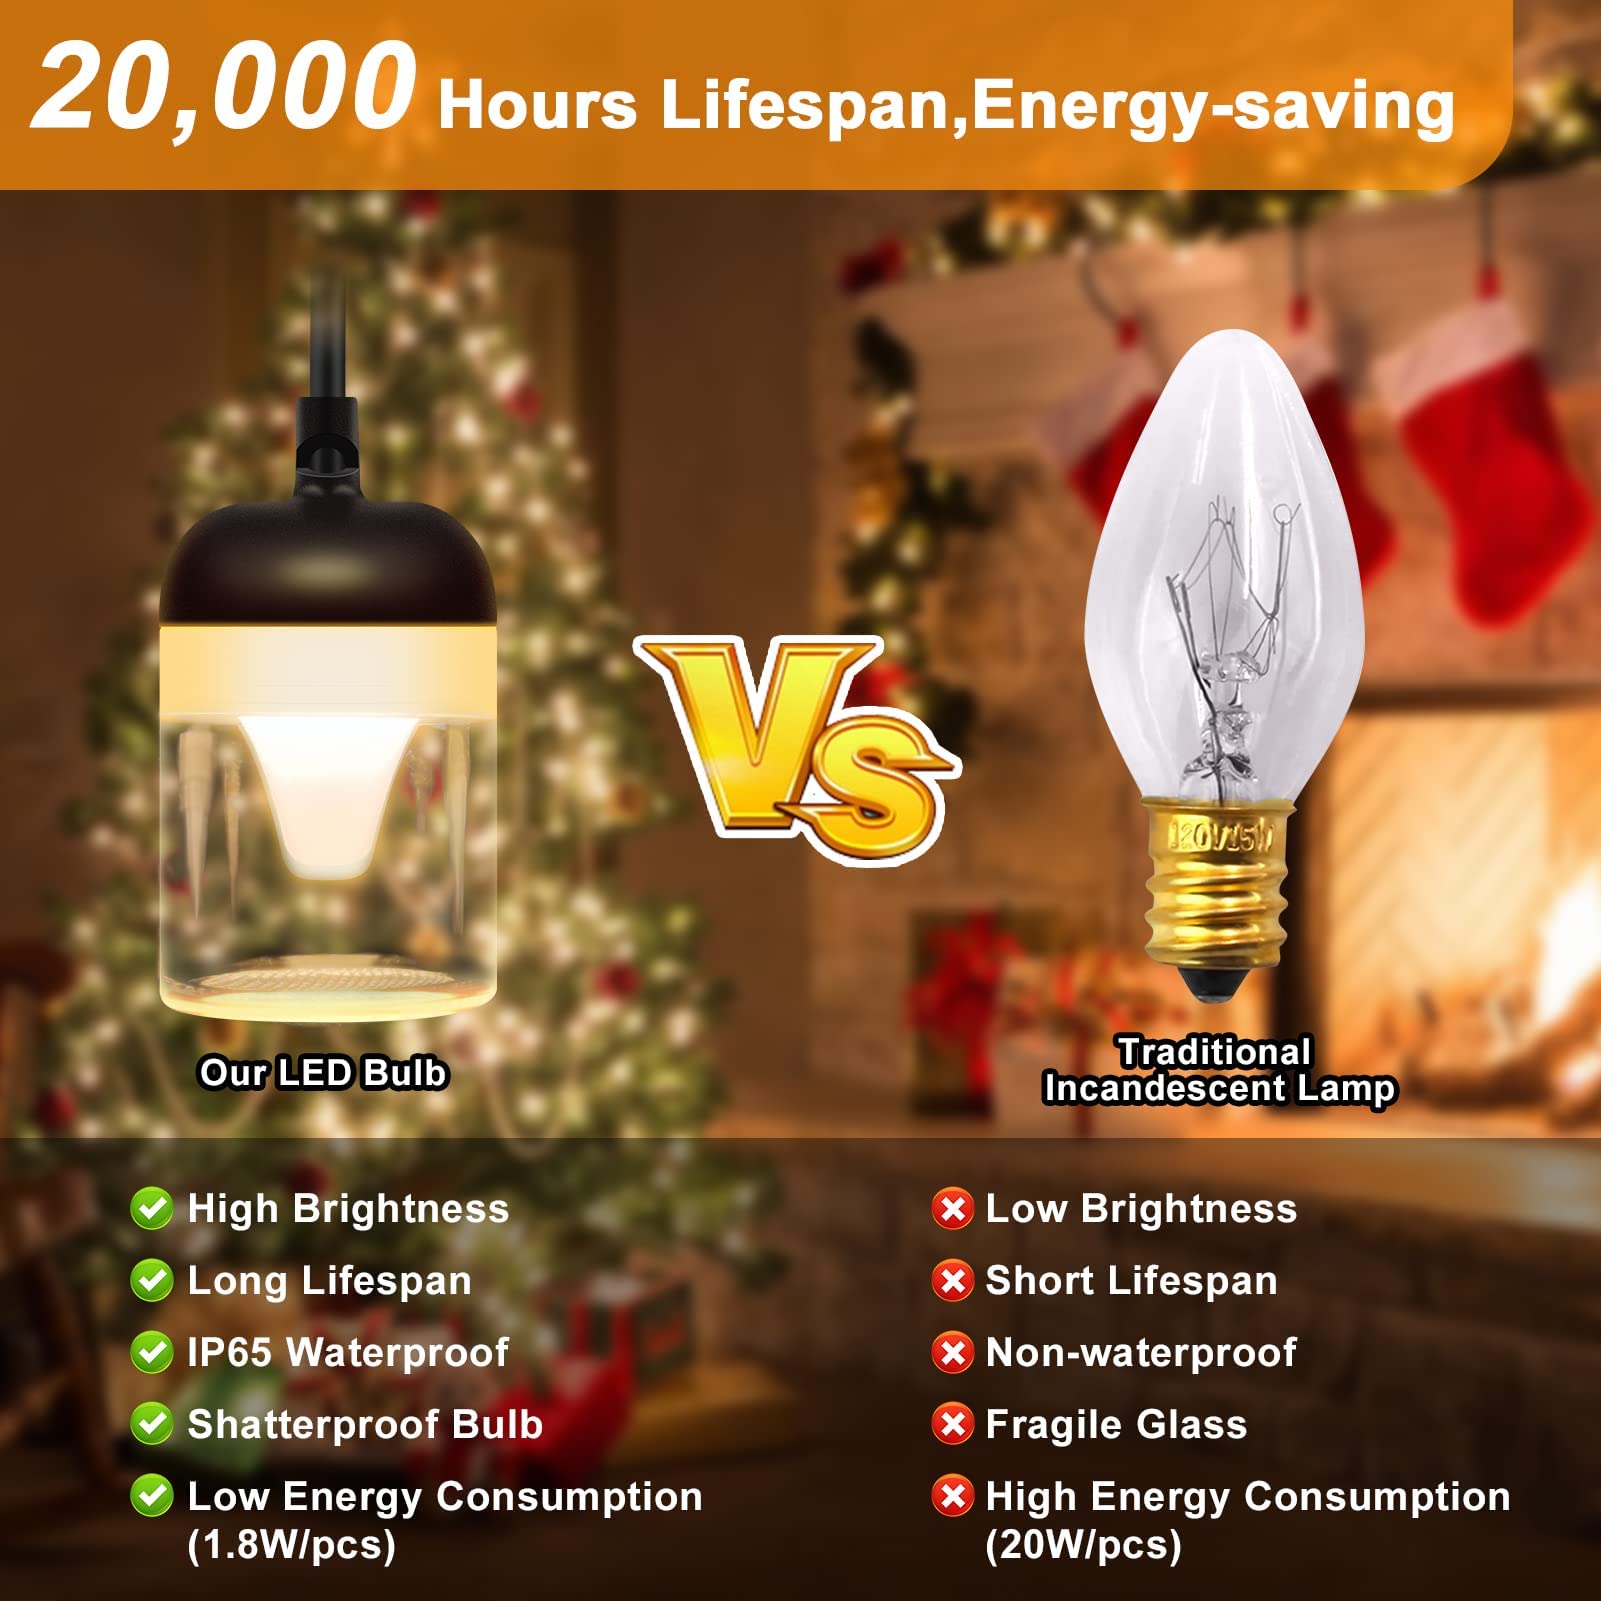 20,000 Hours Lifespan,Energy-saving
VS
120V15W
Our LED Bulb
Traditional
Incandescent Lamp
High Brightness
Long Lifespan
IP65 Waterproof
Shatterproof Bulb
Low Energy Consumption
(1.8W/pcs)
Low Brightness
Short Lifespan
Non-waterproof
Fragile Glass
High Energy Consumption
(20W/pcs)